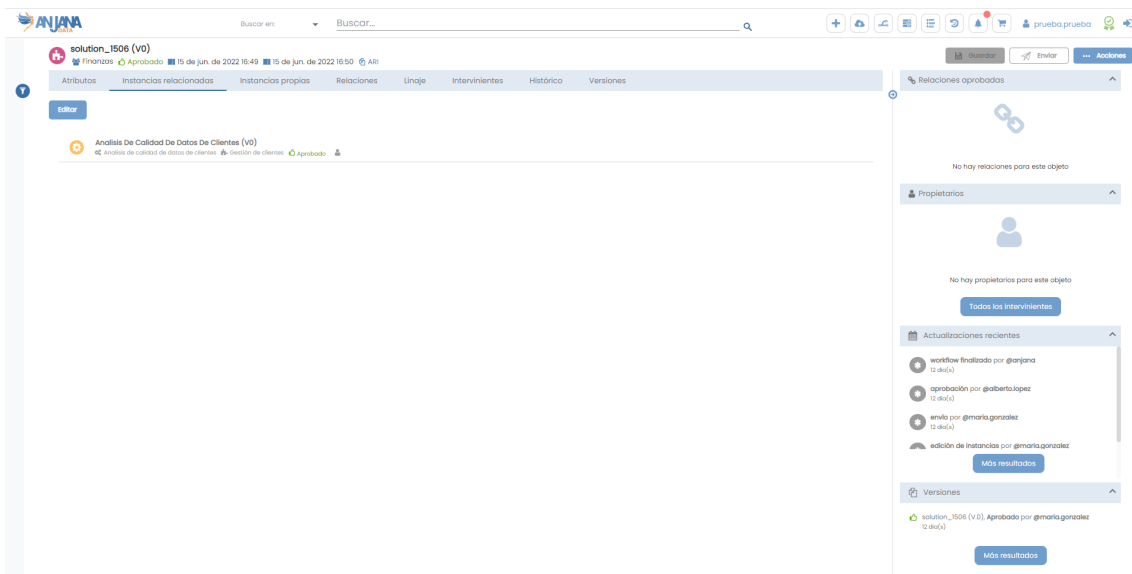 ANJANA
DATA
Buscar en:
Buscar...
prueba.prueba
solution_1506 (V0)
Finanzas Aprobado 15 de jun. de 2022 16:49 15 de jun. de 2022 16:50 ARI
Guardar
Enviar
Acciones
Atributos
Instancias relacionadas
Instancias propias
Relaciones
Linaje
Intervinientes
Histórico
Versiones
Editar
Analisis De Calidad De Datos De Clientes (V0)
Analisis de calidad de datos de clientes Gestión de clientes Aprobado
Relaciones aprobadas
No hay relaciones para este objeto
Propietarios
No hay propietarios para este objeto
Todos los intervinientes
Actualizaciones recientes
workflow finalizado por @anjana
12 dia(s)
aprobación por @alberto.lopez
12 dia(s)
envío por @maria.gonzalez
12 dia(s)
edición de instancias por @maria.gonzalez
Más resultados
Versiones
solution_1506 (V.0), Aprobado por @maria.gonzalez
12 dia(s)
Más resultados